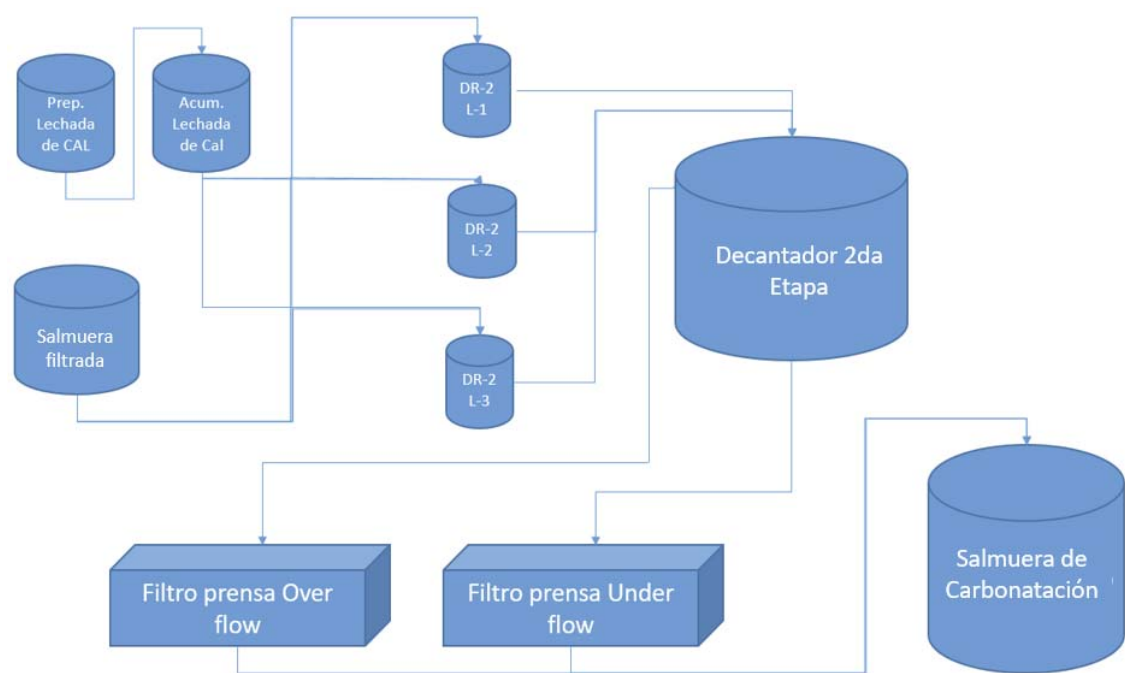 Prep.
Lechada
de CAL
Acum.
Lechada
de Cal
DR-2
L-1
DR-2
L-2
DR-2
L-3
Salmuera
filtrada
Decantador 2da
Etapa
Filtro prensa Over
flow
Filtro prensa Under
flow
Salmuera de
Carbonatación